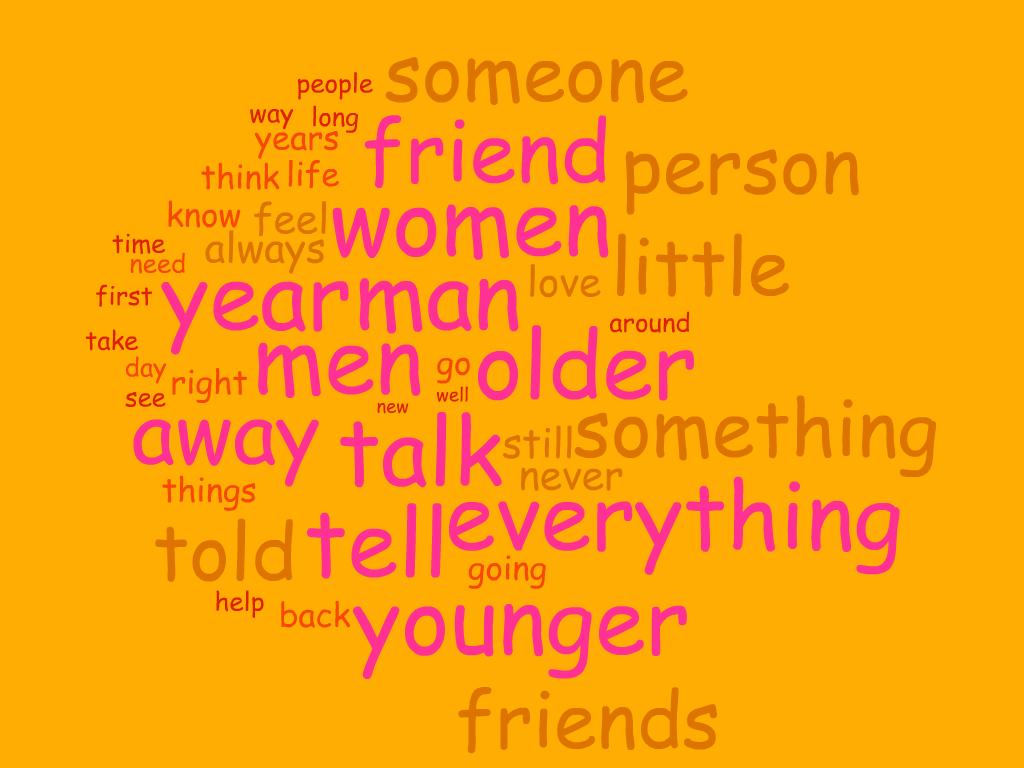 people someone
way long
years friend
think life person
know feel women
time always
need love little
first year man
around
take men go older
day right
see new well
away talk still something
never
things everything
told tell
going
help back younger
friends